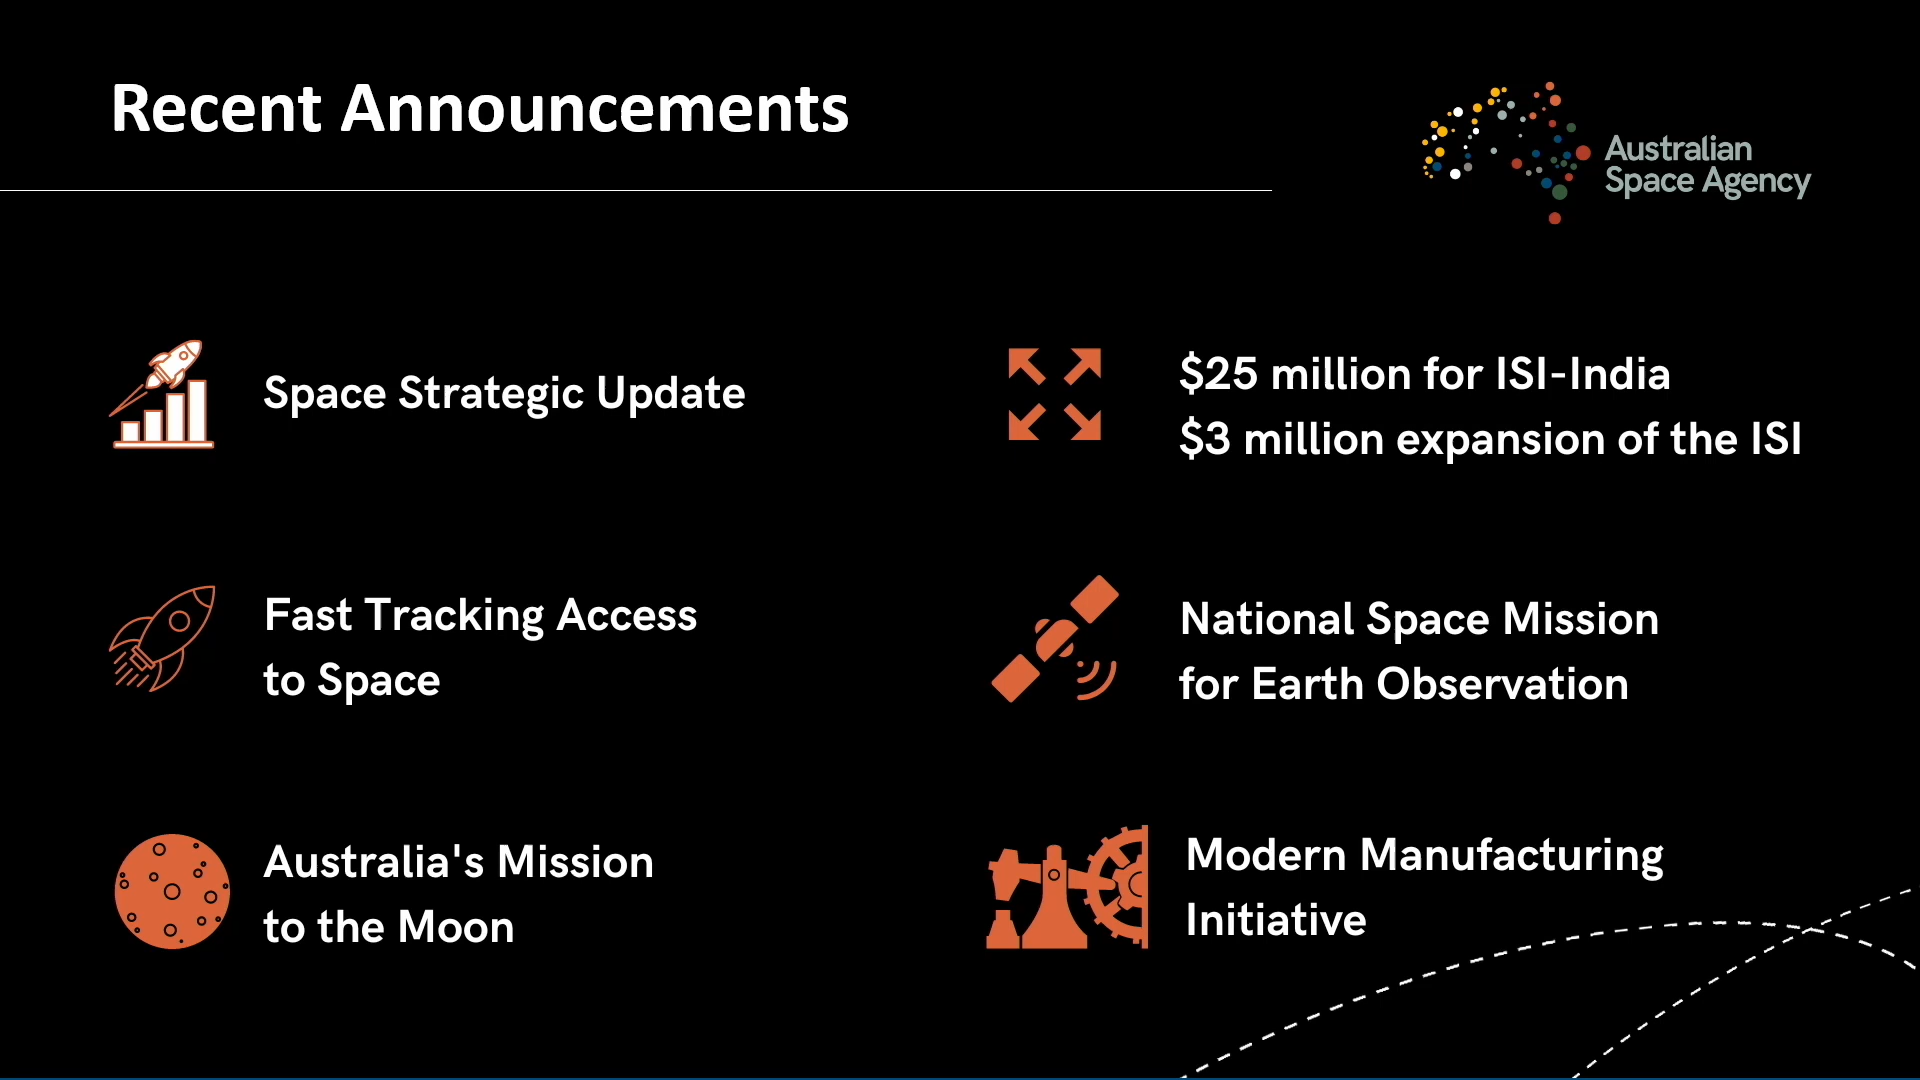 Recent Announcements
Australian
Space Agency
Space Strategic Update
$25 million for ISI-India
$3 million expansion of the ISI
Fast Tracking Access
to Space
National Space Mission
for Earth Observation
Australia's Mission
to the Moon
Modern Manufacturing
Initiative